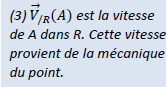 (3) V⃗/R(A) est la vitesse
de A dans R. Cette vitesse
provient de la mécanique
du point.